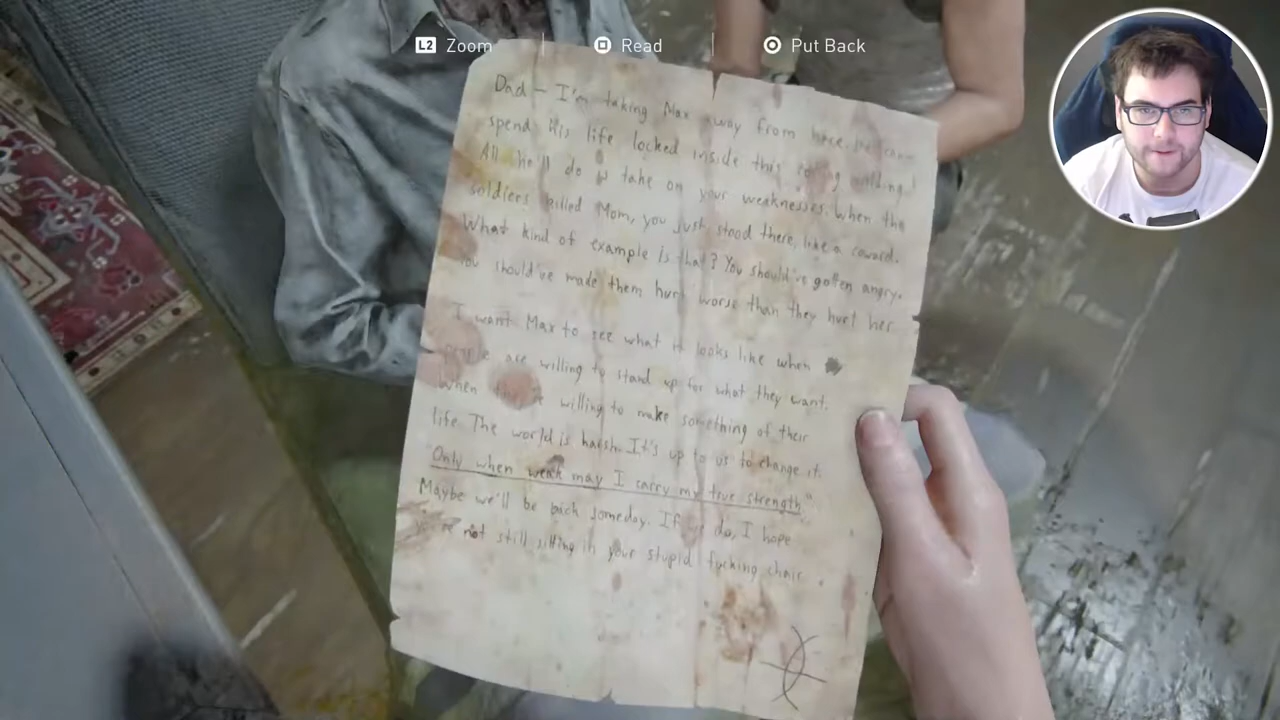 L2 Zoom
Read
Put Back
Dad – I'm taking Max away from here. You can
spend his life locked inside this rotting building!
All he'll do is take on your weaknesses. When the
soldiers killed Mom, you just stood there, like a coward.
What kind of example is that? You should've gotten angry.
You should've made them hurt worse than they hurt her.
I want Max to see what it looks like when
people are willing to stand up for what they want.
When willing to make something of their
life. The world is harsh. It's up to us to change it.
"Only when weak may I carry my true strength"
Maybe we'll be back someday. If we do, I hope
not still sitting in your stupid fucking chair.